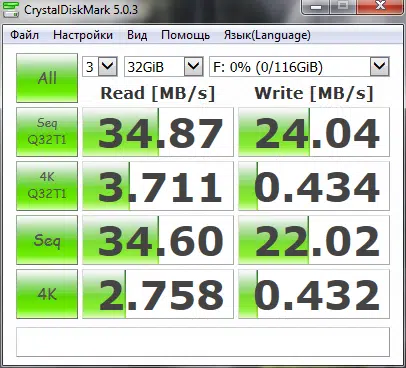 CrystalDiskMark 5.0.3
Файл Настройки Вид Помощь Язык(Language)
All 3 32GiB F: 0% (0/116GiB)
Read [MB/s] Write [MB/s]
Seq Q32T1 34.87 24.04
4K Q32T1 3.711 0.434
Seq 34.60 22.02
4K 2.758 0.432